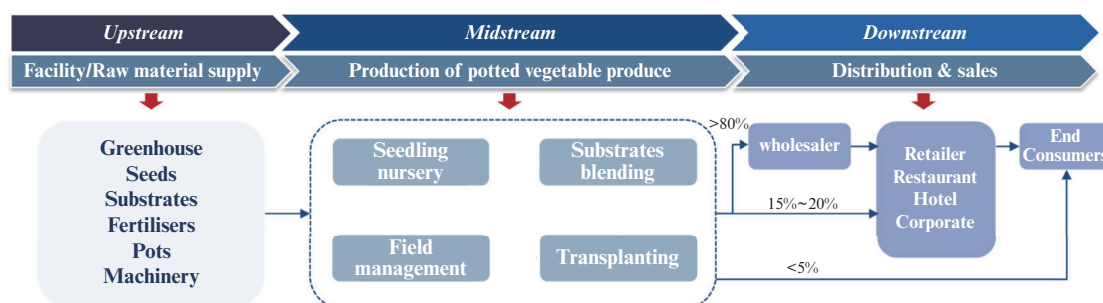 Upstream
Midstream
Downstream
Facility/Raw material supply
Production of potted vegetable produce
Distribution & sales
Greenhouse
Seeds
Substrates
Fertilisers
Pots
Machinery
Seedling
nursery
Substrates
blending
Field
management
Transplanting
>80%
wholesaler
15%~20%
<5%
Retailer
Restaurant
Hotel
Corporate
End
Consumers